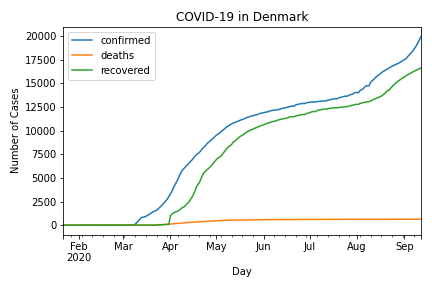 COVID-19 in Denmark
confirmed
deaths
recovered
20000
17500
15000
12500
10000
7500
5000
2500
0
Number of Cases
Feb Mar Apr May Jun Jul Aug Sep
2020
Day